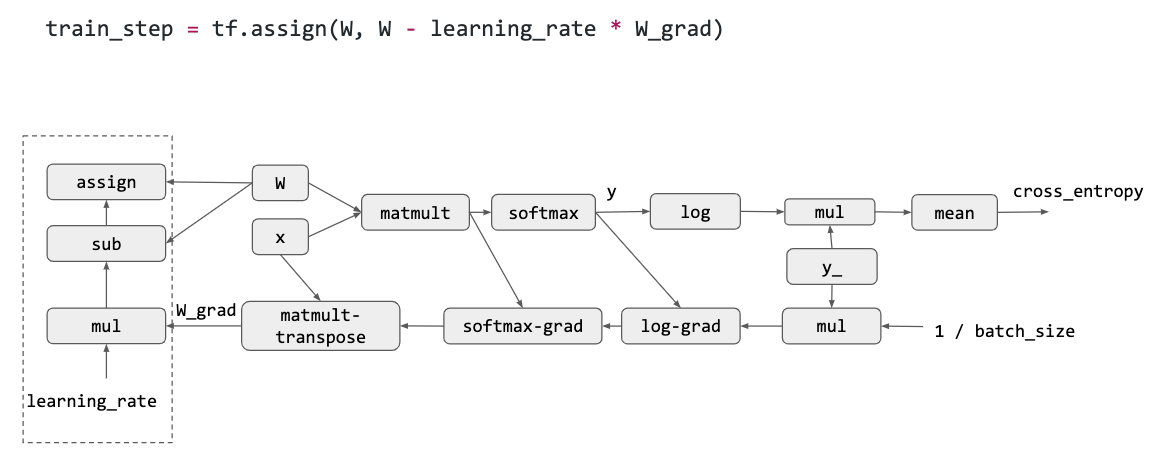 train_step = tf.assign(W, W - learning_rate * W_grad)
assign
W
sub
x
matmult
softmax
y
log
mul
mean
cross_entropy
y_
mul
W_grad
matmult-
transpose
softmax-grad
log-grad
mul
1 / batch_size
learning_rate